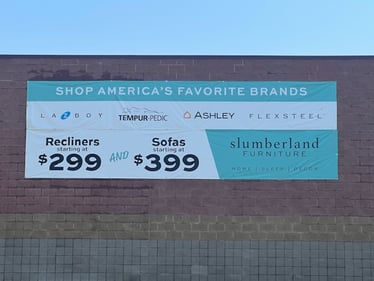 SHOP AMERICA'S FAVORITE BRANDS
LA Z BOY TEMPUR-PEDIC ASHLEY FLEXSTEEL
Recliners
starting at
$299
AND
Sofas
starting at
$399
slumberland
FURNITURE
HOME | SLEEP | DECOR